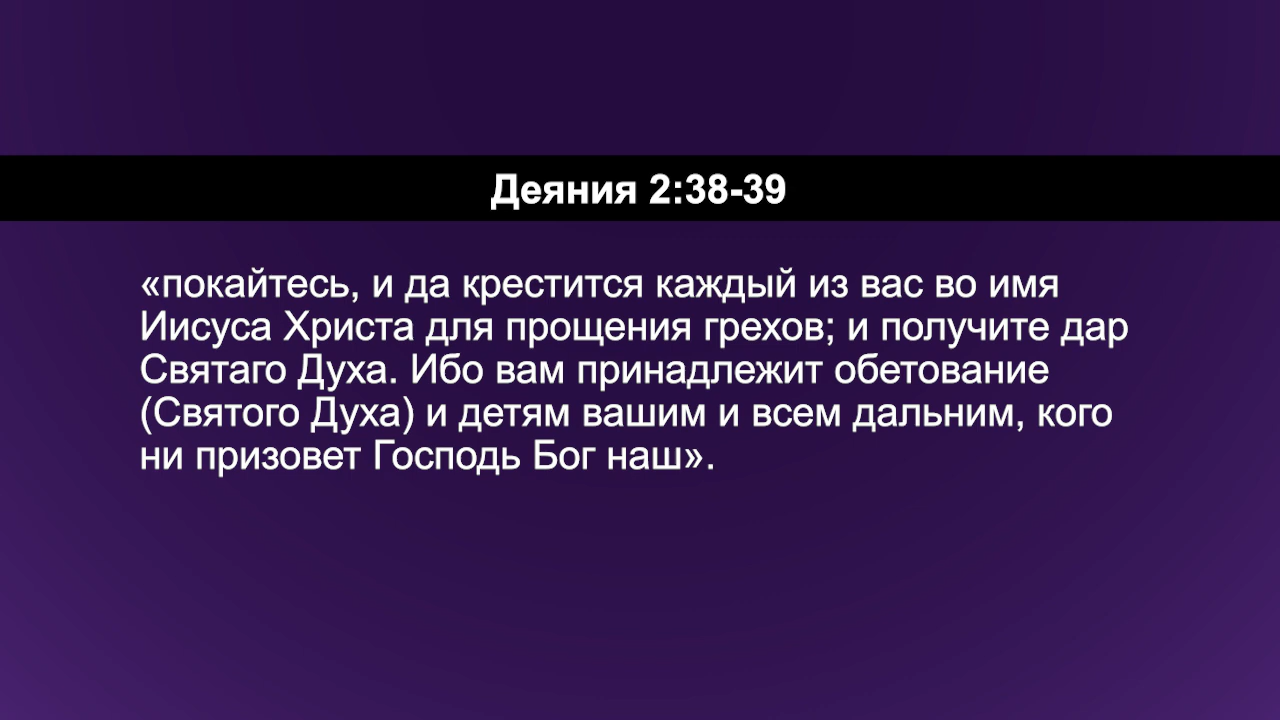 Деяния 2:38-39
«покайтесь, и да крестится каждый из вас во имя
Иисуса Христа для прощения грехов; и получите дар
Святаго Духа. Ибо вам принадлежит обетование
(Святого Духа) и детям вашим и всем дальним, кого
ни призовет Господь Бог наш».